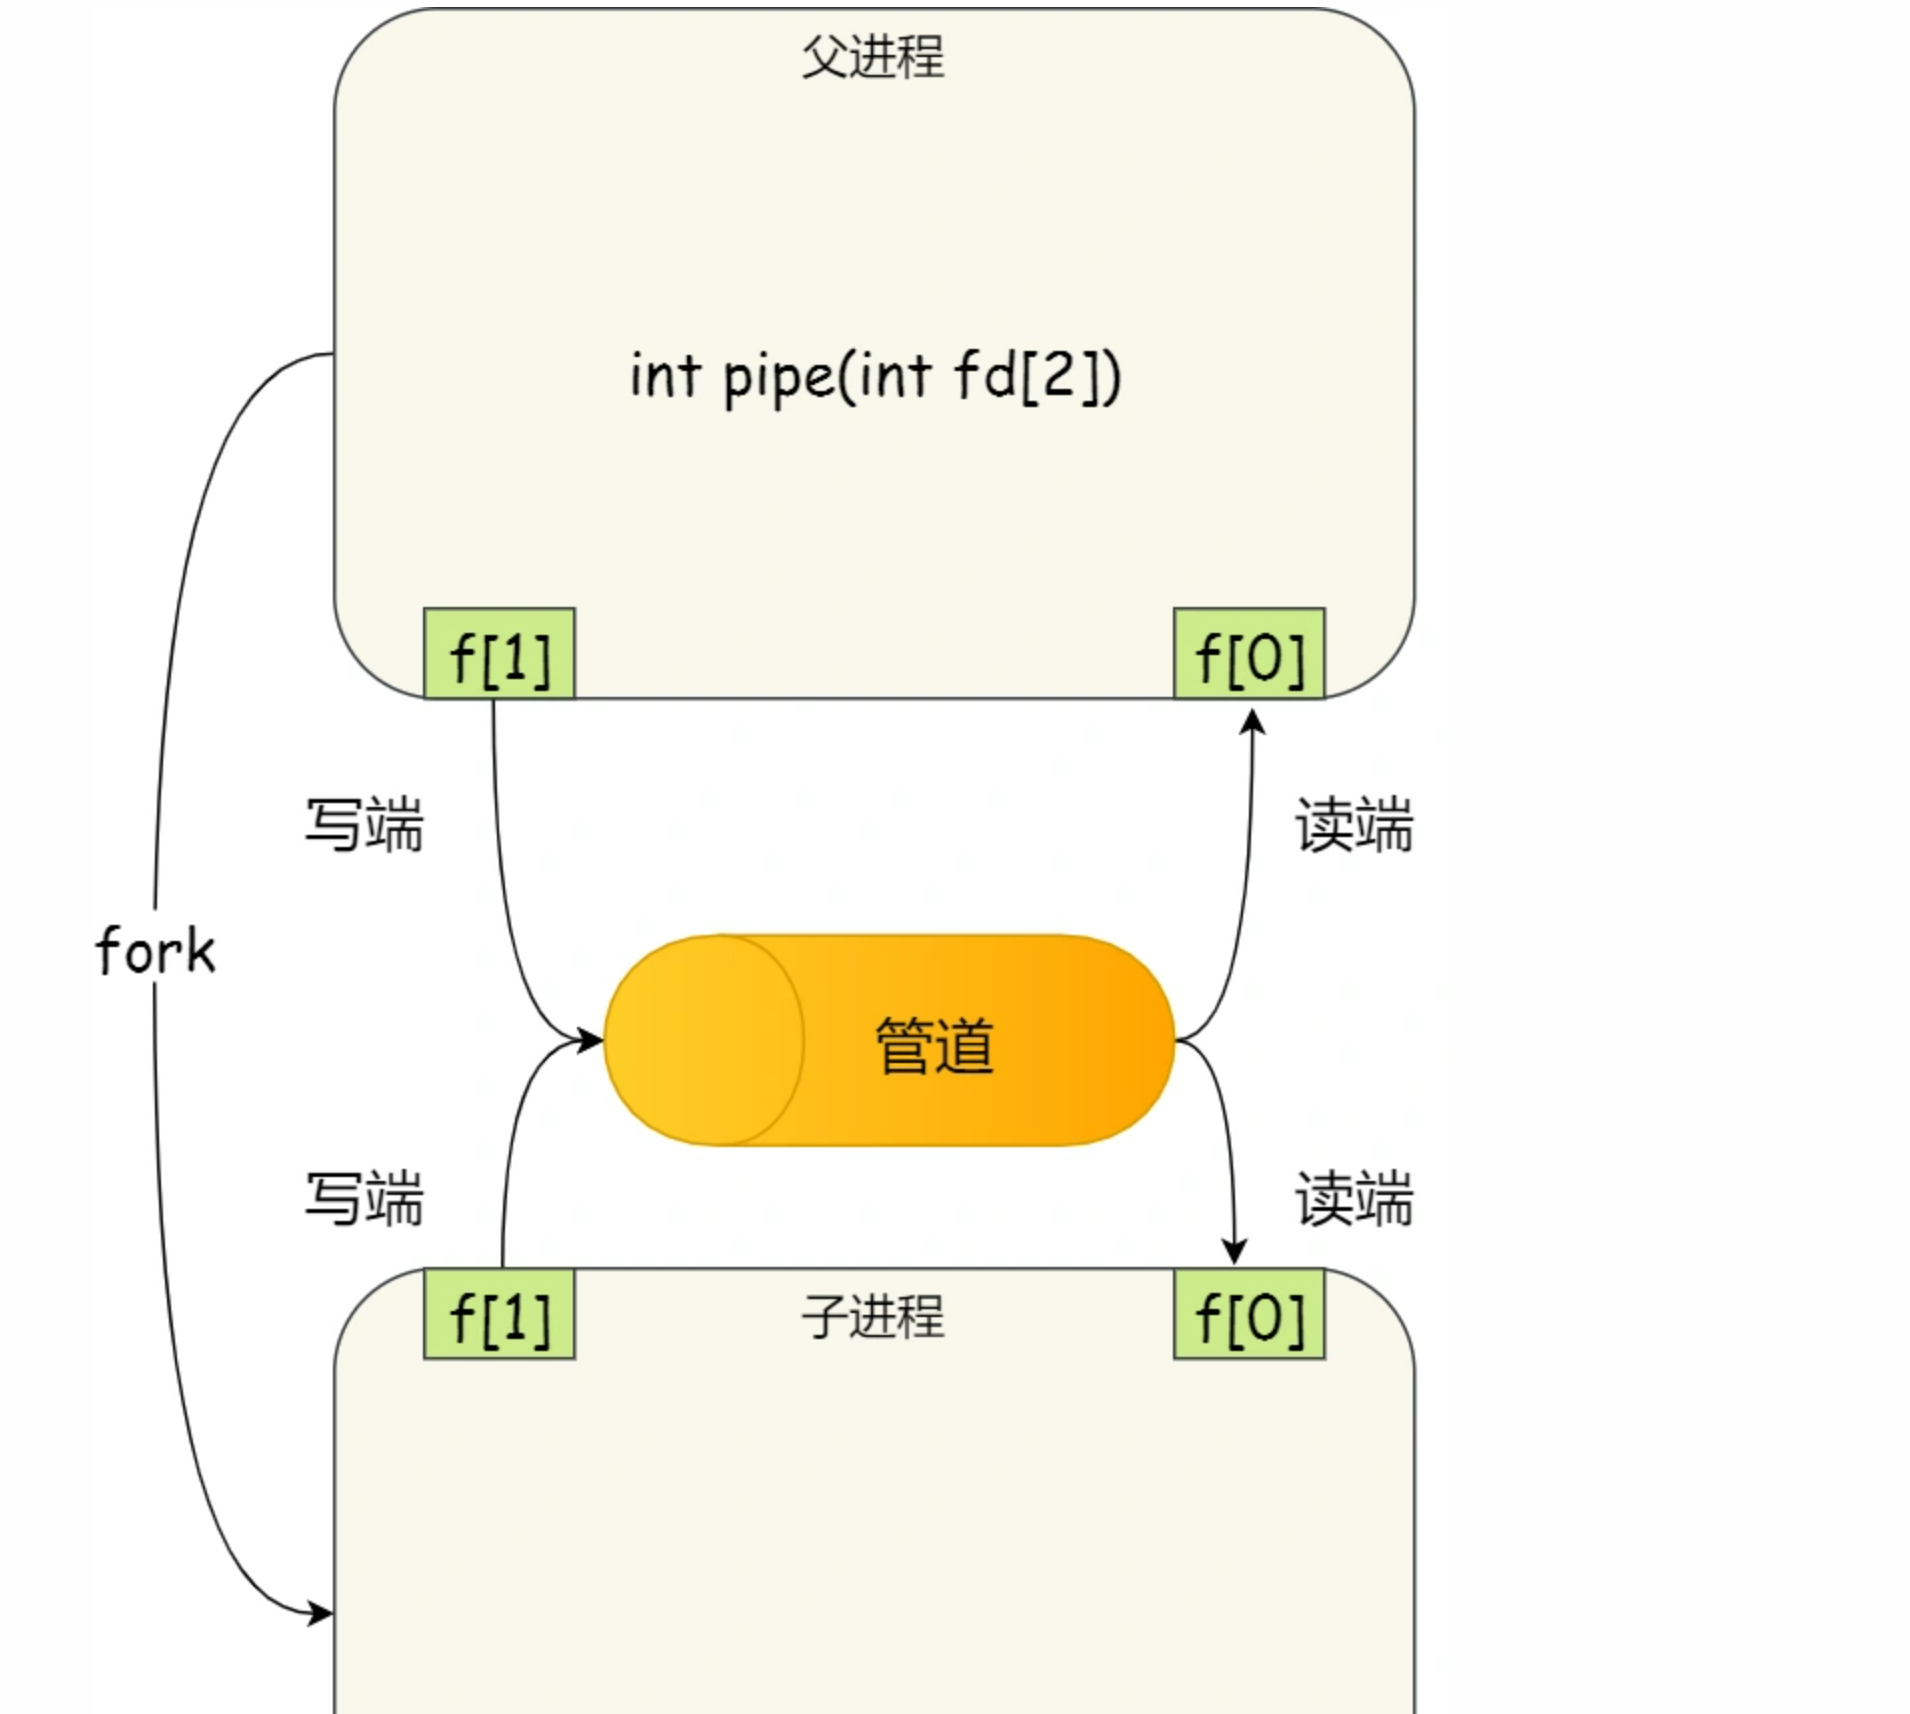 父进程
int pipe(int fd[2])
f[1]
f[0]
写端
读端
fork
管道
写端
读端
f[1]
子进程
f[0]